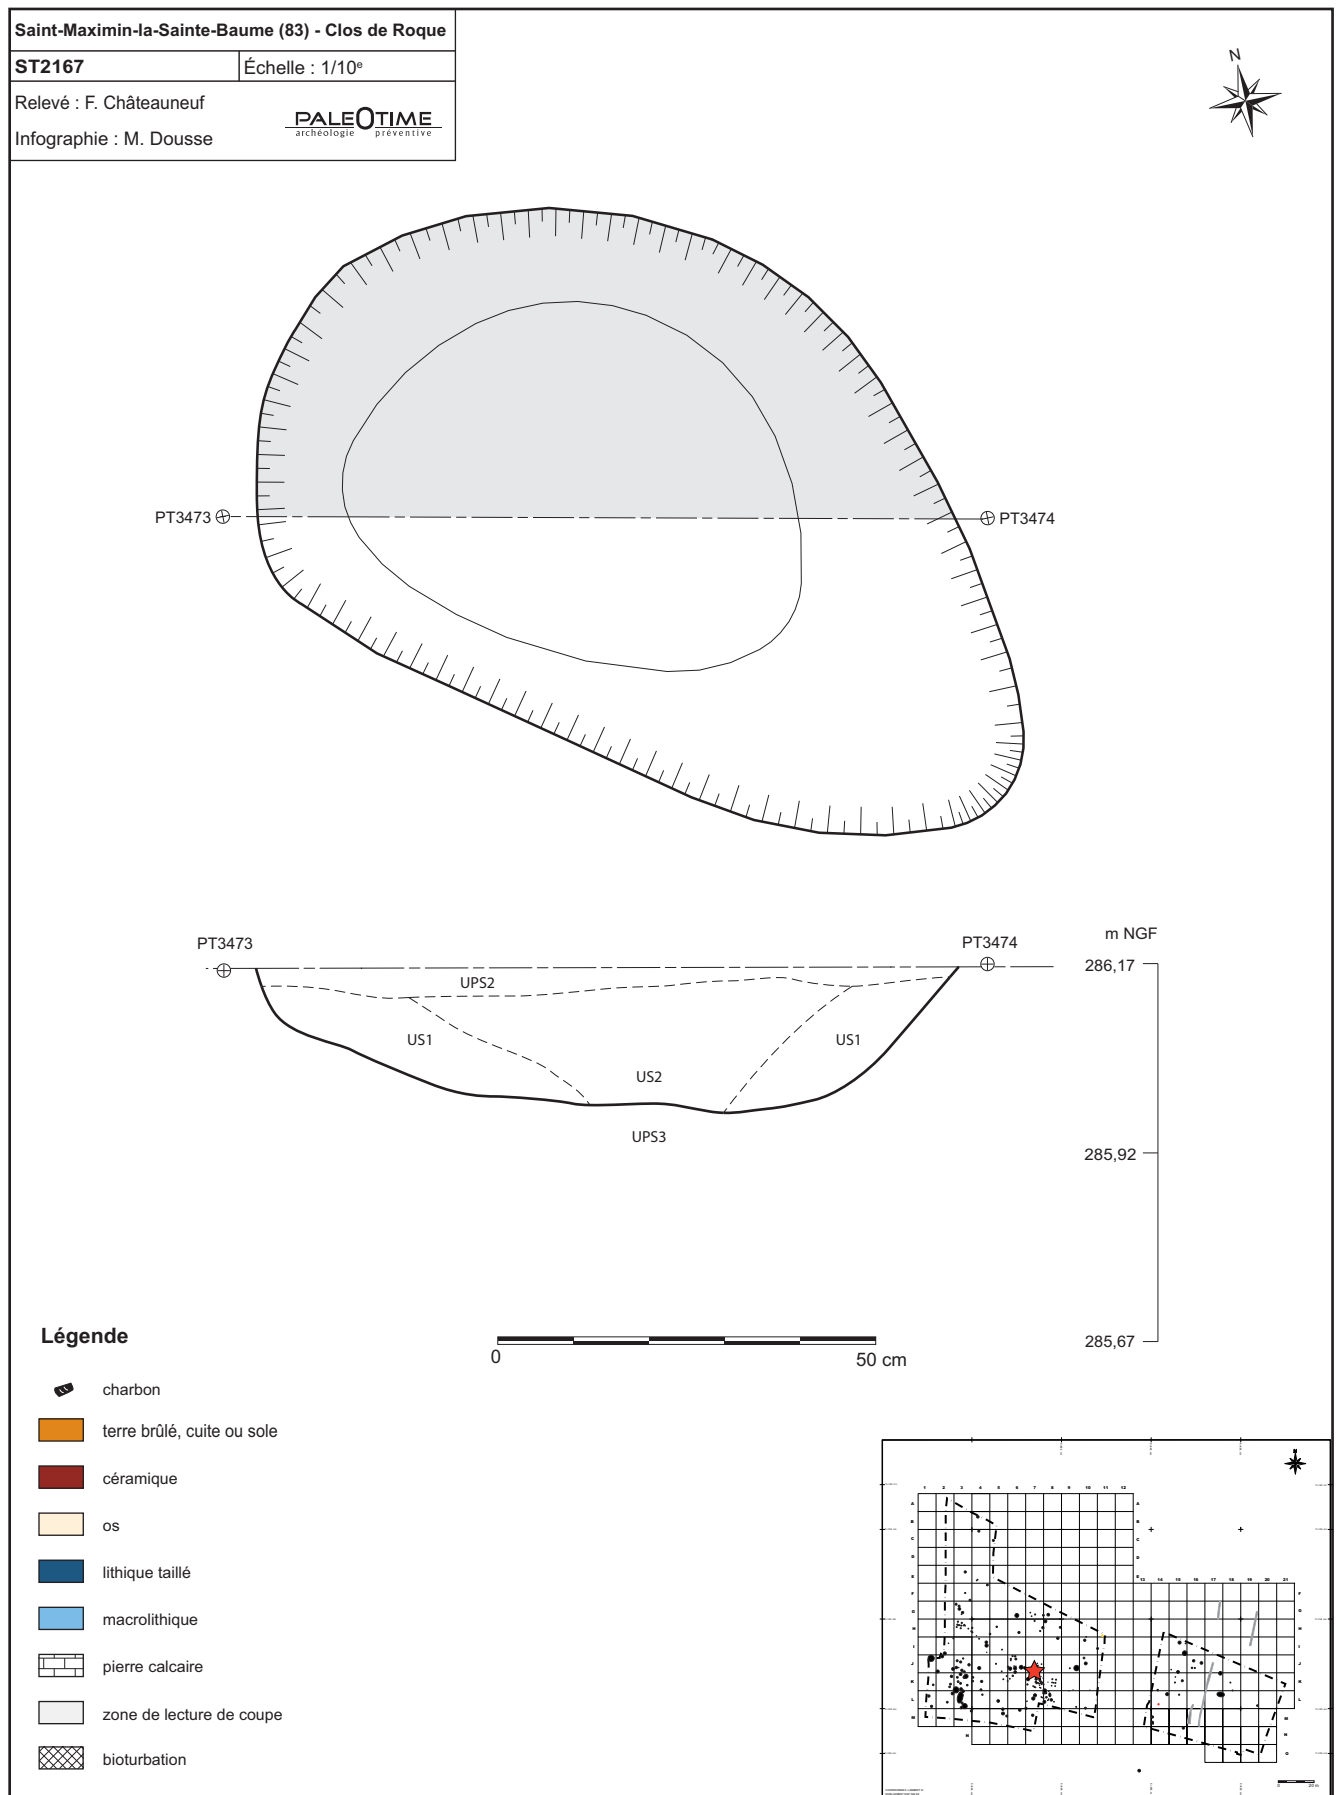 Saint-Maximin-la-Sainte-Baume (83) - Clos de Roque
ST2167
Échelle : 1/10e
Relevé : F. Châteauneuf
Infographie : M. Dousse
PALEOTIME
archéologie préventive
N
PT3473
PT3474
PT3473
PT3474
m NGF
286,17
UPS2
US1
US1
US2
UPS3
285,92
285,67
0
50 cm
Légende
charbon
terre brûlé, cuite ou sole
céramique
os
lithique taillé
macrolithique
pierre calcaire
zone de lecture de coupe
bioturbation
1 2 3 4 5 6 7 8 9 10 11 12
13 14 15 16 17 18 19 20 21